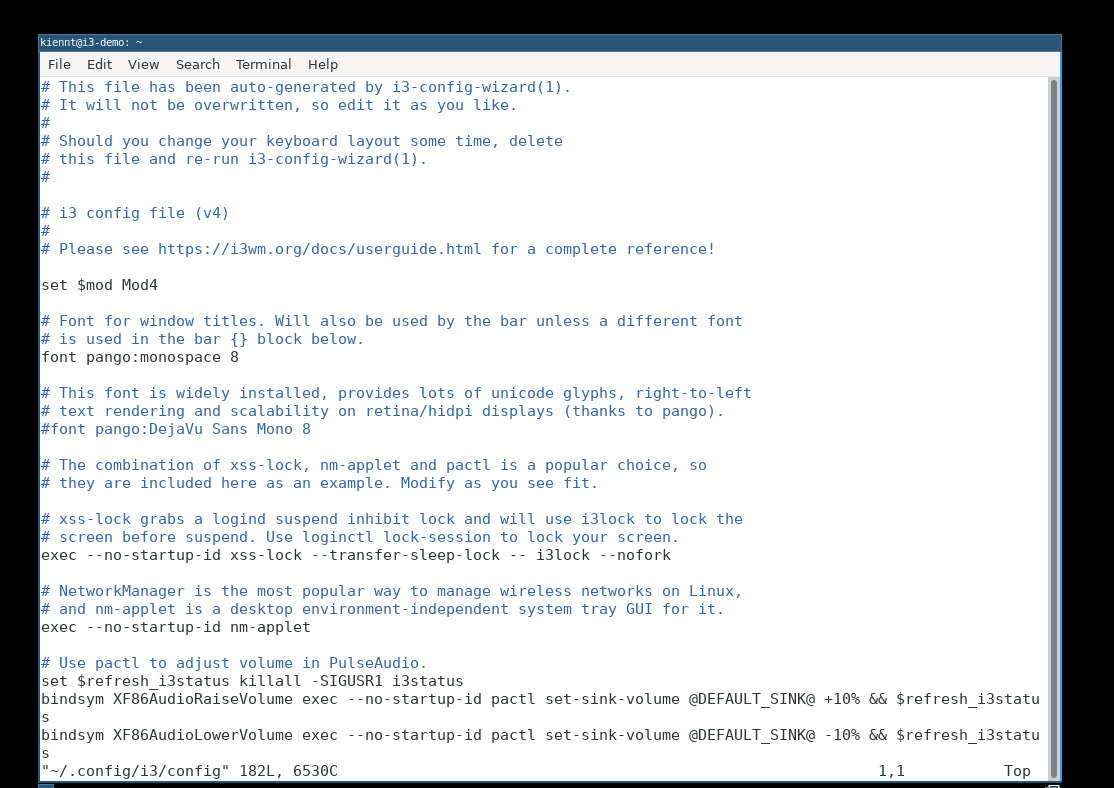 kiennt@i3-demo: ~
File Edit View Search Terminal Help
# This file has been auto-generated by i3-config-wizard(1).
# It will not be overwritten, so edit it as you like.
#
# Should you change your keyboard layout some time, delete
# this file and re-run i3-config-wizard(1).
#
# i3 config file (v4)
#
# Please see https://i3wm.org/docs/userguide.html for a complete reference!
set $mod Mod4
# Font for window titles. Will also be used by the bar unless a different font
# is used in the bar {} block below.
font pango:monospace 8
# This font is widely installed, provides lots of unicode glyphs, right-to-left
# text rendering and scalability on retina/hidpi displays (thanks to pango).
#font pango:DejaVu Sans Mono 8
# The combination of xss-lock, nm-applet and pactl is a popular choice, so
# they are included here as an example. Modify as you see fit.
# xss-lock grabs a logind suspend inhibit lock and will use i3lock to lock the
# screen before suspend. Use loginctl lock-session to lock your screen.
exec --no-startup-id xss-lock --transfer-sleep-lock -- i3lock --nofork
# NetworkManager is the most popular way to manage wireless networks on Linux,
# and nm-applet is a desktop environment-independent system tray GUI for it.
exec --no-startup-id nm-applet
# Use pactl to adjust volume in PulseAudio.
set $refresh_i3status killall -SIGUSR1 i3status
bindsym XF86AudioRaiseVolume exec --no-startup-id pactl set-sink-volume @DEFAULT_SINK@ +10% && $refresh_i3statu
s
bindsym XF86AudioLowerVolume exec --no-startup-id pactl set-sink-volume @DEFAULT_SINK@ -10% && $refresh_i3statu
s
"~/.config/i3/config" 182L, 6530C 1,1 Top